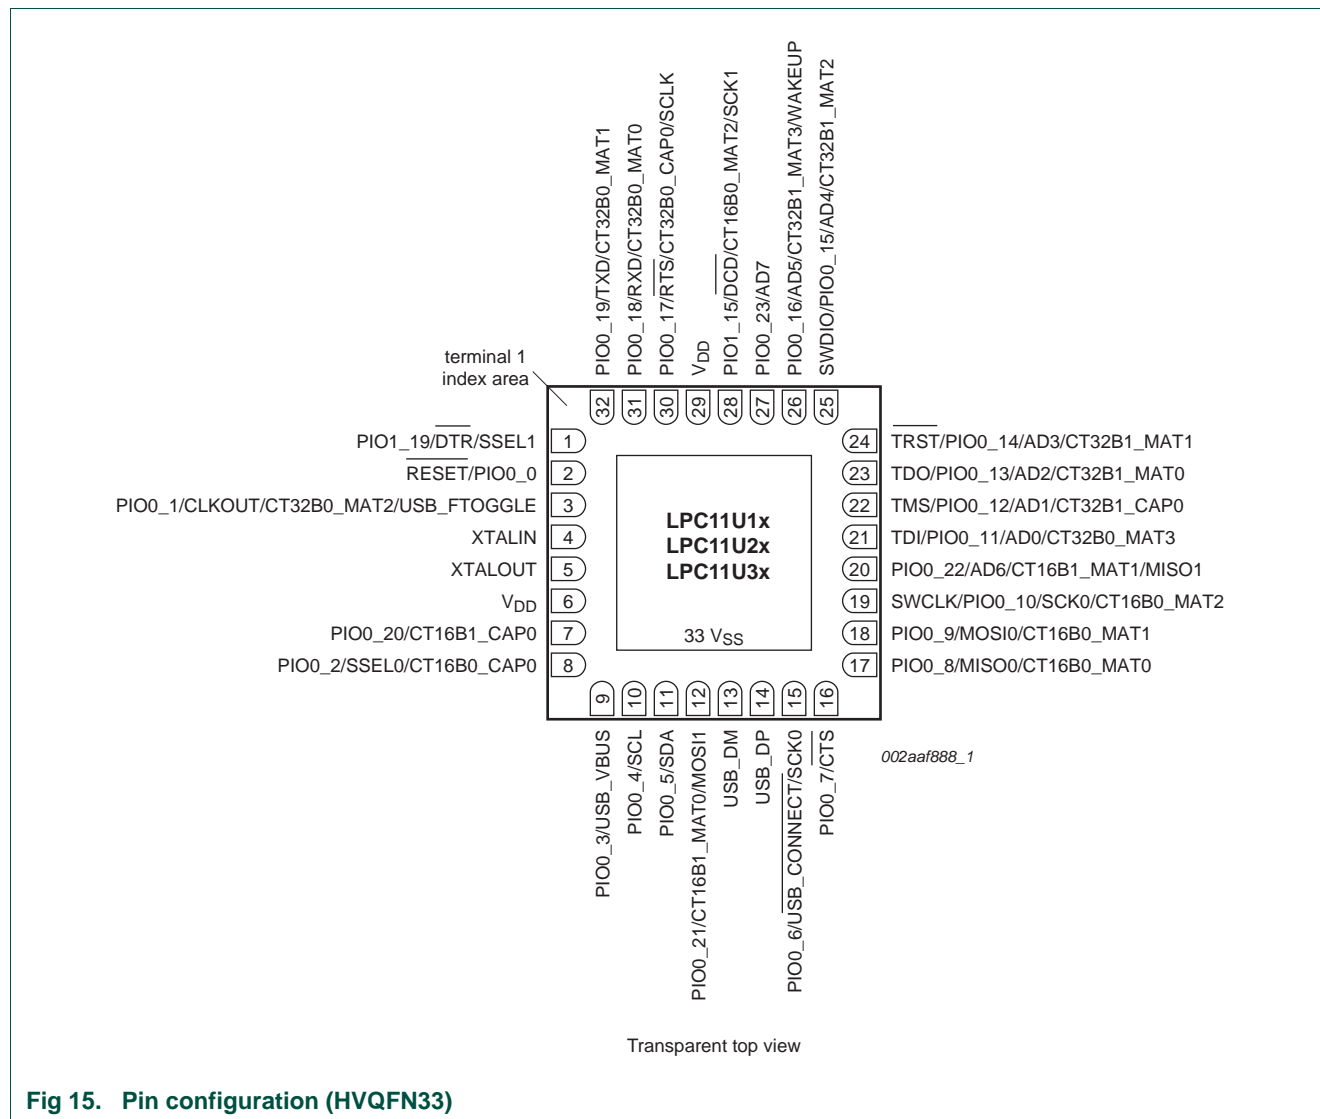 PIO0_19/TXD/CT32B0_MAT1
PIO0_18/RXD/CT32B0_MAT0
PIO0_17/RTS/CT32B0_CAP0/SCLK
VDD
PIO1_15/DCD/CT16B0_MAT2/SCK1
PIO0_23/AD7
PIO0_16/AD5/CT32B1_MAT3/WAKEUP
SWDIO/PIO0_15/AD4/CT32B1_MAT2
terminal 1
index area
32
31
30
29
28
27
26
25
PIO1_19/DTR/SSEL1 1
RESET/PIO0_0 2
PIO0_1/CLKOUT/CT32B0_MAT2/USB_FTOGGLE 3
XTALIN 4
XTALOUT 5
VDD 6
PIO0_20/CT16B1_CAP0 7
PIO0_2/SSEL0/CT16B0_CAP0 8
LPC11U1x
LPC11U2x
LPC11U3x
33 VSS
24 TRST/PIO0_14/AD3/CT32B1_MAT1
23 TDO/PIO0_13/AD2/CT32B1_MAT0
22 TMS/PIO0_12/AD1/CT32B1_CAP0
21 TDI/PIO0_11/AD0/CT32B0_MAT3
20 PIO0_22/AD6/CT16B1_MAT1/MISO1
19 SWCLK/PIO0_10/SCK0/CT16B0_MAT2
18 PIO0_9/MOSI0/CT16B0_MAT1
17 PIO0_8/MISO0/CT16B0_MAT0
9
10
11
12
13
14
15
16
PIO0_3/USB_VBUS
PIO0_4/SCL
PIO0_5/SDA
PIO0_21/CT16B1_MAT0/MOSI1
USB_DM
USB_DP
PIO0_6/USB_CONNECT/SCK0
PIO0_7/CTS
002aaf888_1
Transparent top view
Fig 15. Pin configuration (HVQFN33)